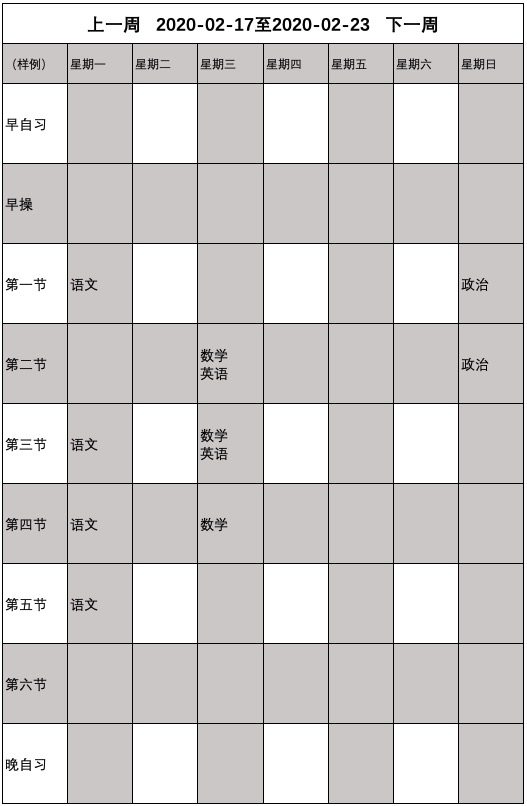 上一周 2020-02-17至2020-02-23 下一周
（样例） 星期一 星期二 星期三 星期四 星期五 星期六 星期日
早自习
早操
第一节 语文 政治
第二节 数学 英语 政治
第三节 语文 数学 英语
第四节 语文 数学
第五节 语文
第六节
晚自习